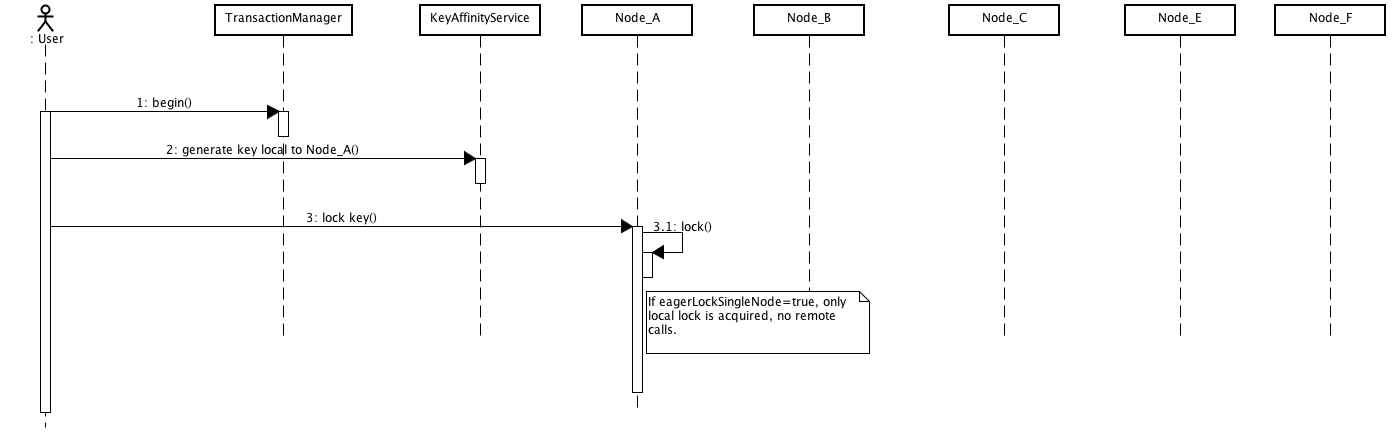 : User
TransactionManager
KeyAffinityService
Node_A
Node_B
Node_C
Node_E
Node_F
1: begin()
2: generate key local to Node_A()
3: lock key()
3.1: lock()
If eagerLockSingleNode=true, only
local lock is acquired, no remote
calls.